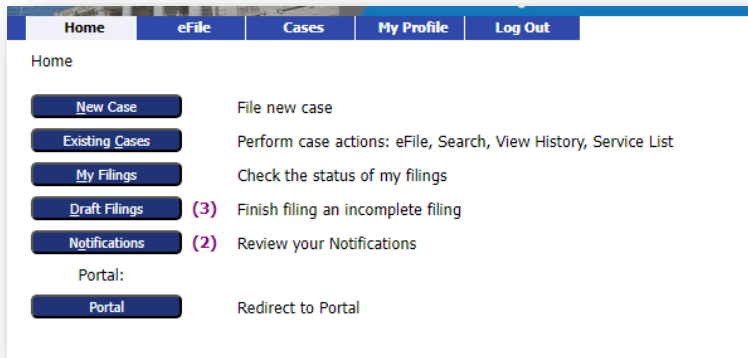 Home eFile Cases My Profile Log Out
Home
New Case File new case
Existing Cases Perform case actions: eFile, Search, View History, Service List
My Filings Check the status of my filings
Draft Filings (3) Finish filing an incomplete filing
Notifications (2) Review your Notifications
Portal:
Portal Redirect to Portal